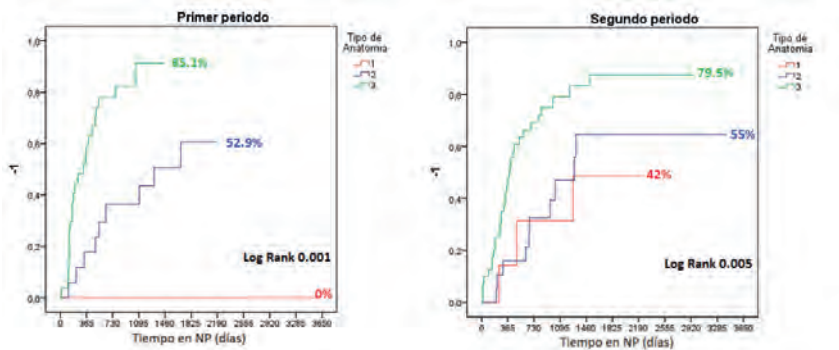 Primer periodo
Tipo de
Anatomia
1
2
3
1,0
0,8
0,6
0,4
0,2
0,0
-1
85.1%
52.9%
Log Rank 0.001
0%
0 365 730 1095 1460 1825 2190 2555 2920 3285 3650
Tiempo en NP (días)
Segundo periodo
Tipo de
Anatomia
1
2
3
1,0
0,8
0,6
0,4
0,2
0,0
-1
79.5%
55%
42%
Log Rank 0.005
0 365 730 1095 1460 1825 2190 2555 2920 3285 3650
Tiempo en NP (días)